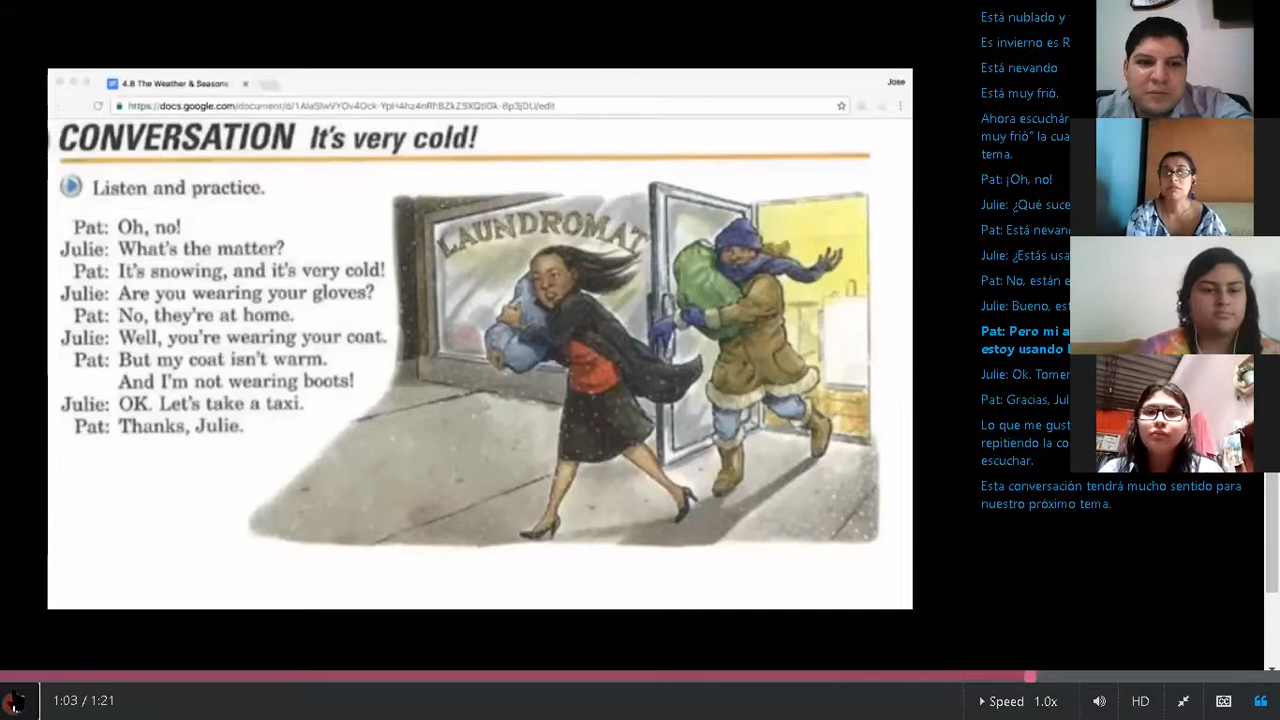 4.8 The Weather & Seasons
Jose
CONVERSATION It's very cold!
Listen and practice.
Pat: Oh, no!
Julie: What's the matter?
Pat: It's snowing, and it's very cold!
Julie: Are you wearing your gloves?
Pat: No, they're at home.
Julie: Well, you're wearing your coat.
Pat: But my coat isn't warm.
And I'm not wearing boots!
Julie: OK. Let's take a taxi.
Pat: Thanks, Julie.
LAUNDROMAT
Está nublado y
Es invierno es R
Está nevando
Está muy frió.
Ahora escuchár
muy frió" la cua
tema.
Pat: ¡Oh, no!
Julie: ¿Qué suce
Pat: Está nevan
Julie: ¿Estás usa
Pat: No, están e
Julie: Bueno, est
Pat: Pero mi a
estoy usando
Julie: Ok. Tomer
Pat: Gracias, Jul
Lo que me gust
repitiendo la co
escuchar.
Esta conversación tendrá mucho sentido para
nuestro próximo tema.
1:03 / 1:21
Speed 1.0x
HD
CC